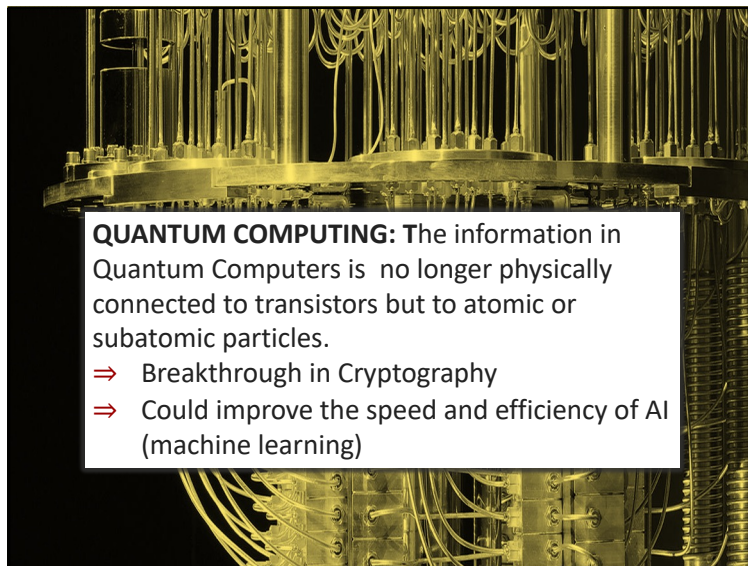 QUANTUM COMPUTING: The information in
Quantum Computers is  no longer physically
connected to transistors but to atomic or
subatomic particles.
⇒ Breakthrough in Cryptography
⇒ Could improve the speed and efficiency of AI
(machine learning)